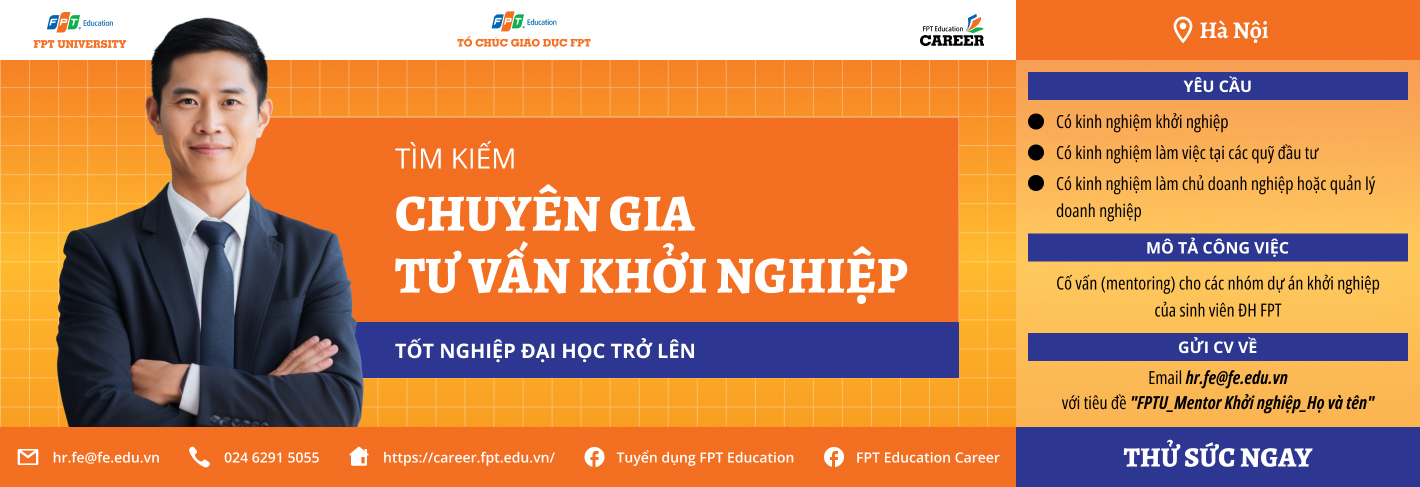 FPT Education
FPT UNIVERSITY
FPT Education
TỔ CHỨC GIÁO DỤC FPT
FPT Education
CAREER
TÌM KIẾM
CHUYÊN GIA
TƯ VẤN KHỞI NGHIỆP
TỐT NGHIỆP ĐẠI HỌC TRỞ LÊN
hr.fe@fe.edu.vn
024 6291 5055
https://career.fpt.edu.vn/
Tuyển dụng FPT Education
FPT Education Career
Hà Nội
YÊU CẦU
Có kinh nghiệm khởi nghiệp
Có kinh nghiệm làm việc tại các quỹ đầu tư
Có kinh nghiệm làm chủ doanh nghiệp hoặc quản lý
doanh nghiệp
MÔ TẢ CÔNG VIỆC
Cố vấn (mentoring) cho các nhóm dự án khởi nghiệp
của sinh viên ĐH FPT
GỬI CV VỀ
Email hr.fe@fe.edu.vn
với tiêu đề "FPTU_Mentor Khởi nghiệp_Họ và tên"
THỬ SỨC NGAY